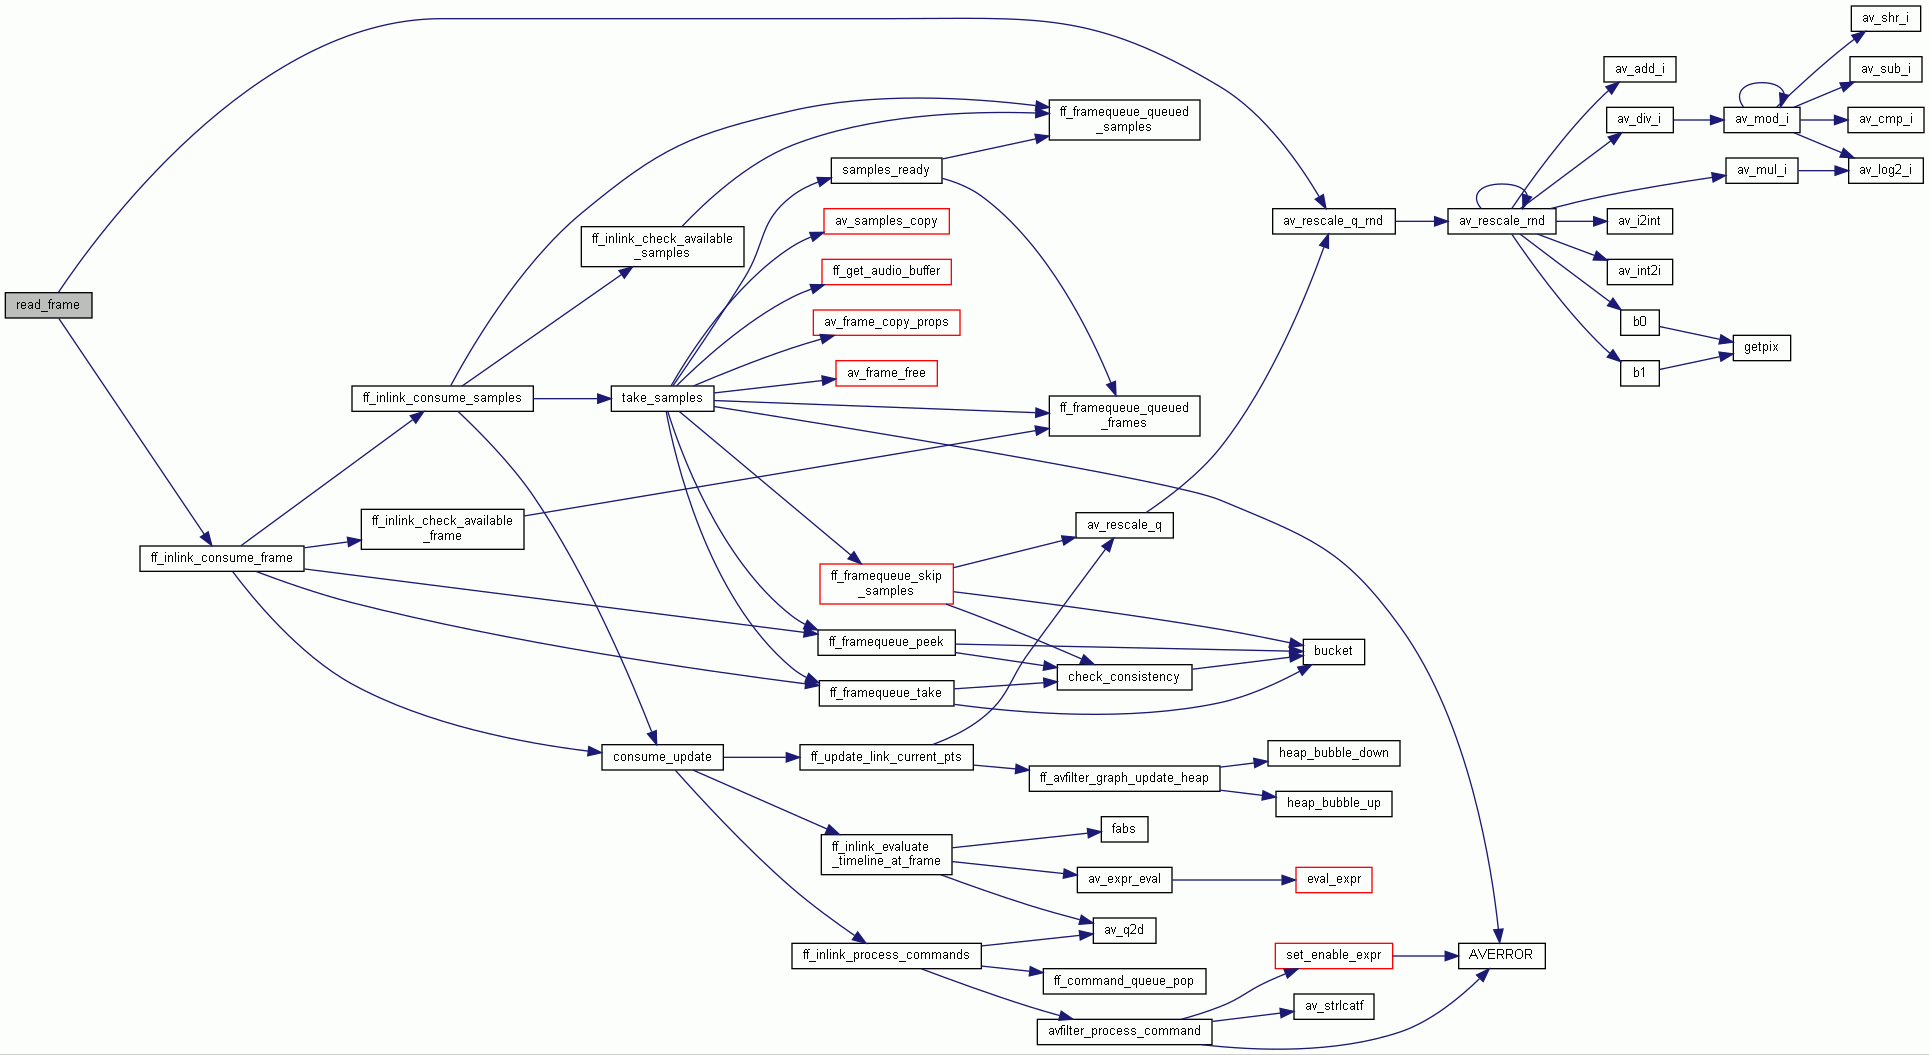 read_frame
ff_inlink_consume_frame
ff_inlink_consume_samples
ff_inlink_check_available
_frame
ff_inlink_check_available
_samples
take_samples
consume_update
samples_ready
av_samples_copy
ff_get_audio_buffer
av_frame_copy_props
av_frame_free
ff_framequeue_skip
_samples
ff_framequeue_peek
ff_framequeue_take
ff_update_link_current_pts
ff_inlink_evaluate
_timeline_at_frame
ff_inlink_process_commands
ff_framequeue_queued
_samples
ff_framequeue_queued
_frames
av_rescale_q
check_consistency
ff_avfilter_graph_update_heap
fabs
av_expr_eval
av_q2d
ff_command_queue_pop
avfilter_process_command
av_rescale_q_rnd
bucket
heap_bubble_down
heap_bubble_up
eval_expr
set_enable_expr
av_strlcatf
av_rescale_rnd
AVERROR
av_add_i
av_div_i
av_i2int
av_int2i
b0
b1
av_mod_i
av_mul_i
getpix
av_shr_i
av_sub_i
av_cmp_i
av_log2_i